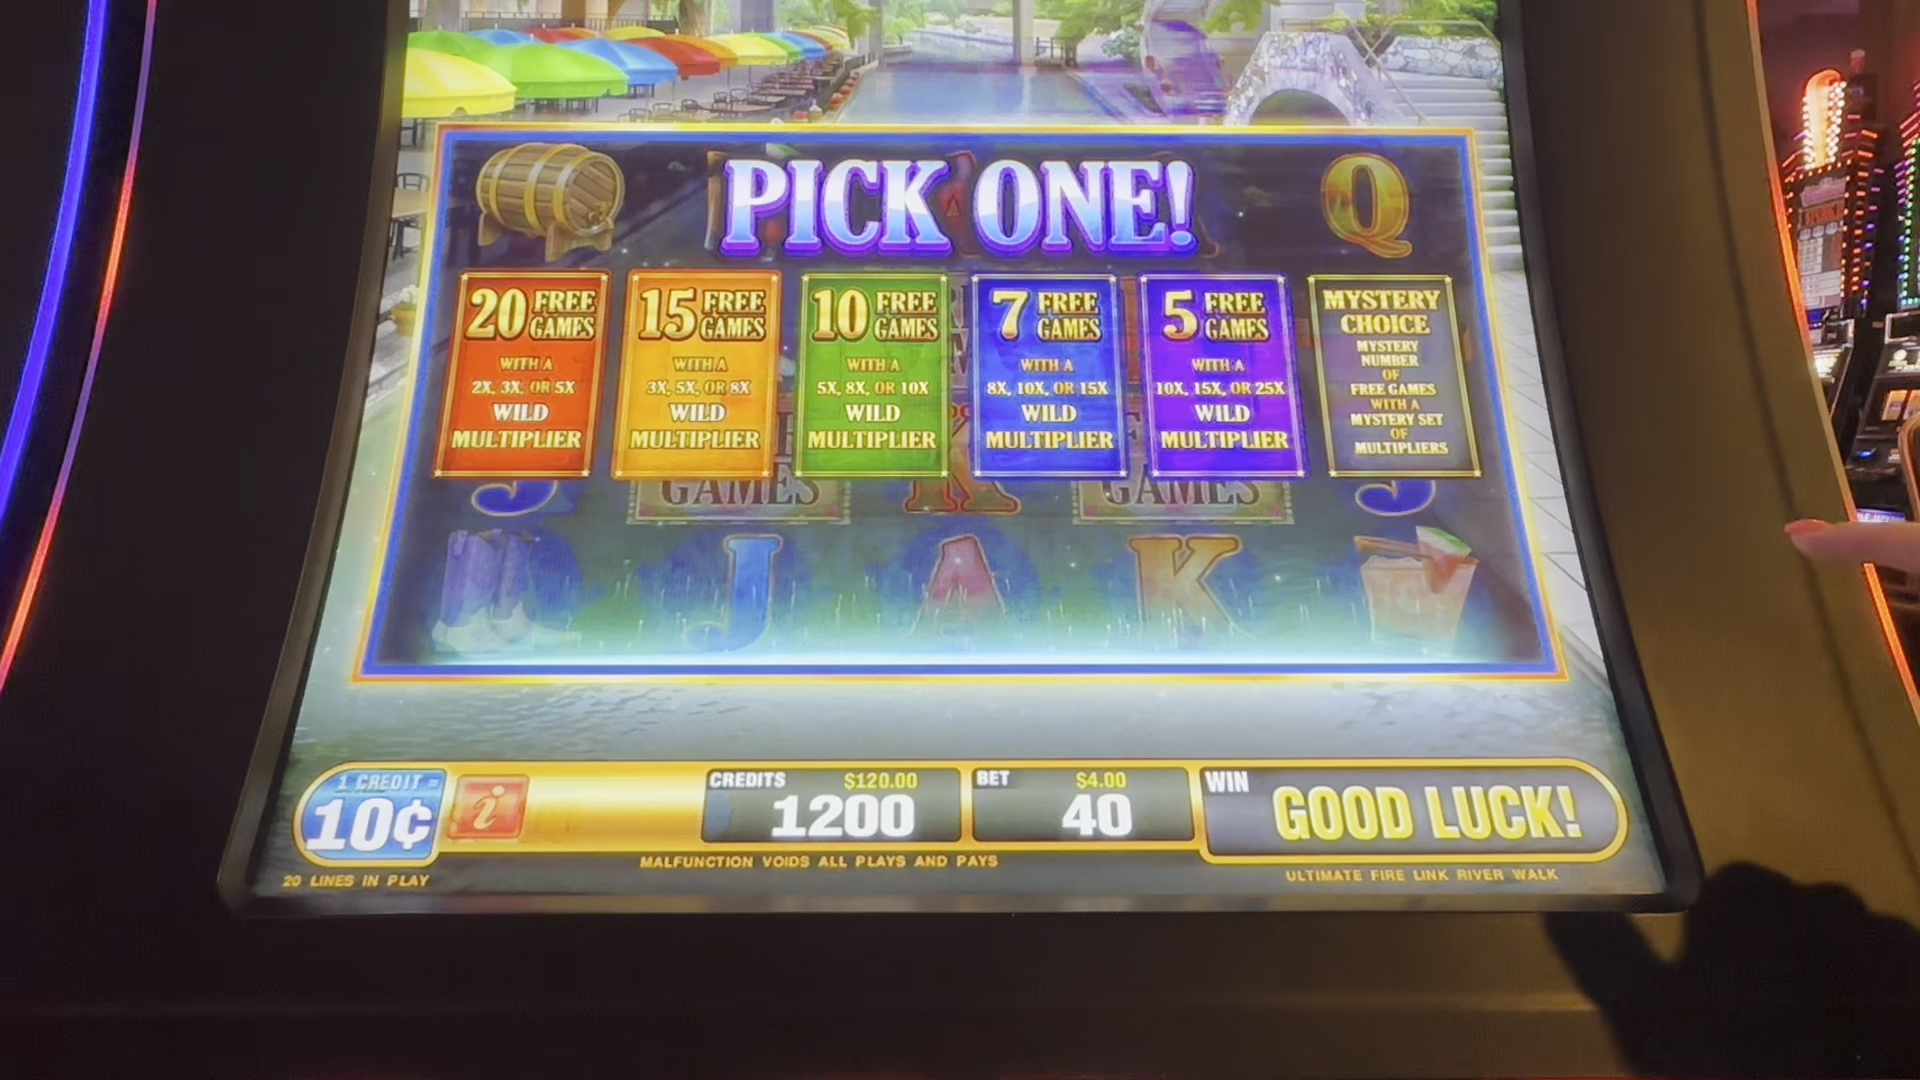 PICK ONE!
Q
20 FREE GAMES
WITH A
2X, 3X, OR 5X
WILD
MULTIPLIER
15 FREE GAMES
WITH A
3X, 5X, OR 8X
WILD
MULTIPLIER
10 FREE GAMES
WITH A
5X, 8X, OR 10X
WILD
MULTIPLIER
7 FREE GAMES
WITH A
8X, 10X, OR 15X
WILD
MULTIPLIER
5 FREE GAMES
WITH A
10X, 15X, OR 25X
WILD
MULTIPLIER
MYSTERY
CHOICE
MYSTERY
NUMBER
OF
FREE GAMES
WITH A
MYSTERY SET
OF
MULTIPLIERS
J GAMES K GAMES J
J A K
1 CREDIT =
10¢
i
CREDITS $120.00
1200
BET $4.00
40
WIN
GOOD LUCK!
20 LINES IN PLAY
MALFUNCTION VOIDS ALL PLAYS AND PAYS
ULTIMATE FIRE LINK RIVER WALK